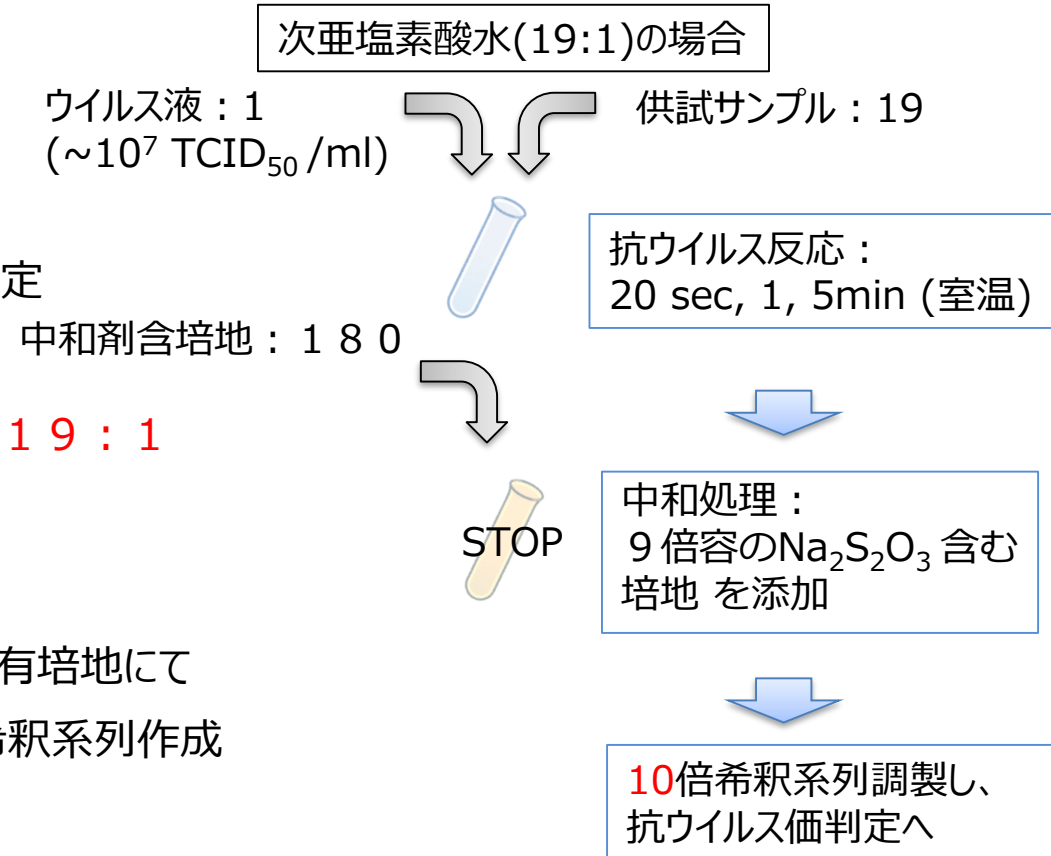 次亜塩素酸水(19:1)の場合
ウイルス液：1
(~10⁷ TCID₅₀ /ml)
供試サンプル：19
抗ウイルス反応：
20 sec, 1, 5min (室温)
定
中和剤含培地：１８０
１９：１
STOP
中和処理：
９倍容のNa₂S₂O₃ 含む
培地 を添加
有培地にて
釈系列作成
10倍希釈系列調製し、
抗ウイルス価判定へ